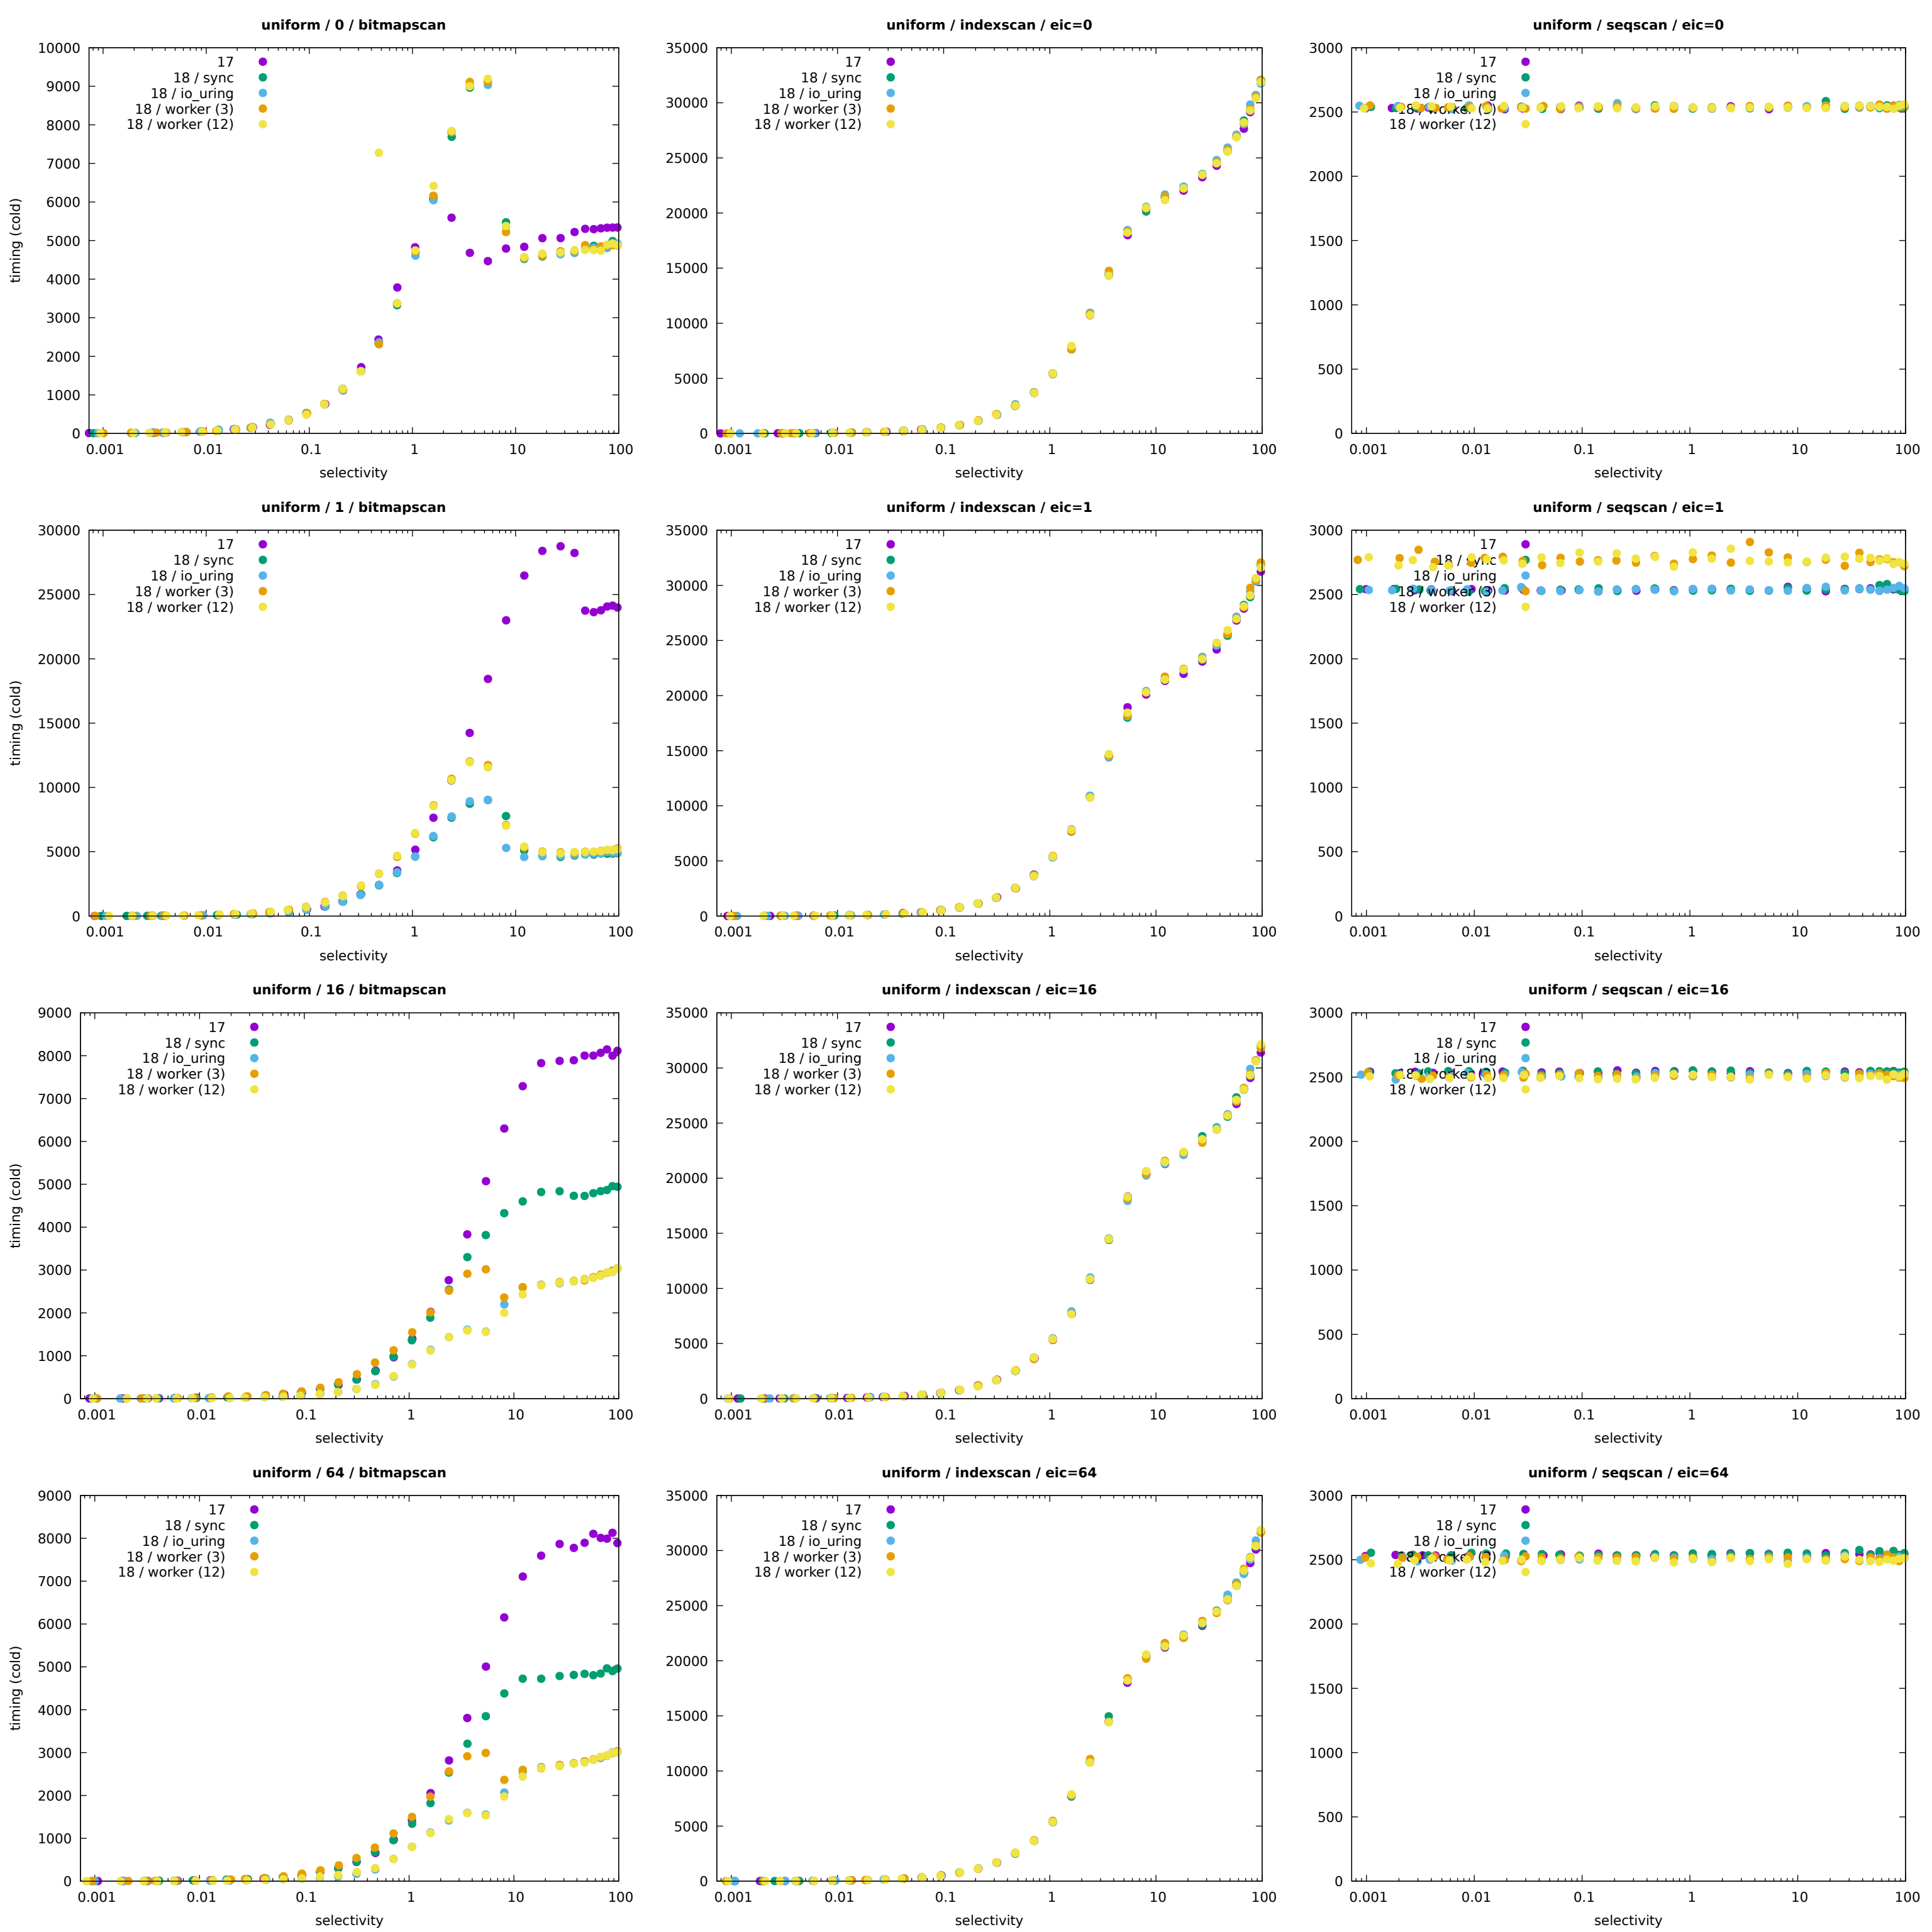 uniform / 0 / bitmapscan
timing (cold)
10000
9000
8000
7000
6000
5000
4000
3000
2000
1000
0
17
18 / sync
18 / io_uring
18 / worker (3)
18 / worker (12)
0.001 0.01 0.1 1 10 100
selectivity
uniform / indexscan / eic=0
35000
30000
25000
20000
15000
10000
5000
0
17
18 / sync
18 / io_uring
18 / worker (3)
18 / worker (12)
0.001 0.01 0.1 1 10 100
selectivity
uniform / seqscan / eic=0
3000
2500
2000
1500
1000
500
0
17
18 / sync
18 / io_uring
18 / worker (3)
18 / worker (12)
0.001 0.01 0.1 1 10 100
selectivity
uniform / 1 / bitmapscan
timing (cold)
30000
25000
20000
15000
10000
5000
0
17
18 / sync
18 / io_uring
18 / worker (3)
18 / worker (12)
0.001 0.01 0.1 1 10 100
selectivity
uniform / indexscan / eic=1
35000
30000
25000
20000
15000
10000
5000
0
17
18 / sync
18 / io_uring
18 / worker (3)
18 / worker (12)
0.001 0.01 0.1 1 10 100
selectivity
uniform / seqscan / eic=1
3000
2500
2000
1500
1000
500
0
17
18 / sync
18 / io_uring
18 / worker (3)
18 / worker (12)
0.001 0.01 0.1 1 10 100
selectivity
uniform / 16 / bitmapscan
timing (cold)
9000
8000
7000
6000
5000
4000
3000
2000
1000
0
17
18 / sync
18 / io_uring
18 / worker (3)
18 / worker (12)
0.001 0.01 0.1 1 10 100
selectivity
uniform / indexscan / eic=16
35000
30000
25000
20000
15000
10000
5000
0
17
18 / sync
18 / io_uring
18 / worker (3)
18 / worker (12)
0.001 0.01 0.1 1 10 100
selectivity
uniform / seqscan / eic=16
3000
2500
2000
1500
1000
500
0
17
18 / sync
18 / io_uring
18 / worker (12)
0.001 0.01 0.1 1 10 100
selectivity
uniform / 64 / bitmapscan
timing (cold)
9000
8000
7000
6000
5000
4000
3000
2000
1000
0
17
18 / sync
18 / io_uring
18 / worker (3)
18 / worker (12)
0.001 0.01 0.1 1 10 100
selectivity
uniform / indexscan / eic=64
35000
30000
25000
20000
15000
10000
5000
0
17
18 / sync
18 / io_uring
18 / worker (3)
18 / worker (12)
0.001 0.01 0.1 1 10 100
selectivity
uniform / seqscan / eic=64
3000
2500
2000
1500
1000
500
0
17
18 / sync
18 / io_uring
18 / worker (12)
0.001 0.01 0.1 1 10 100
selectivity